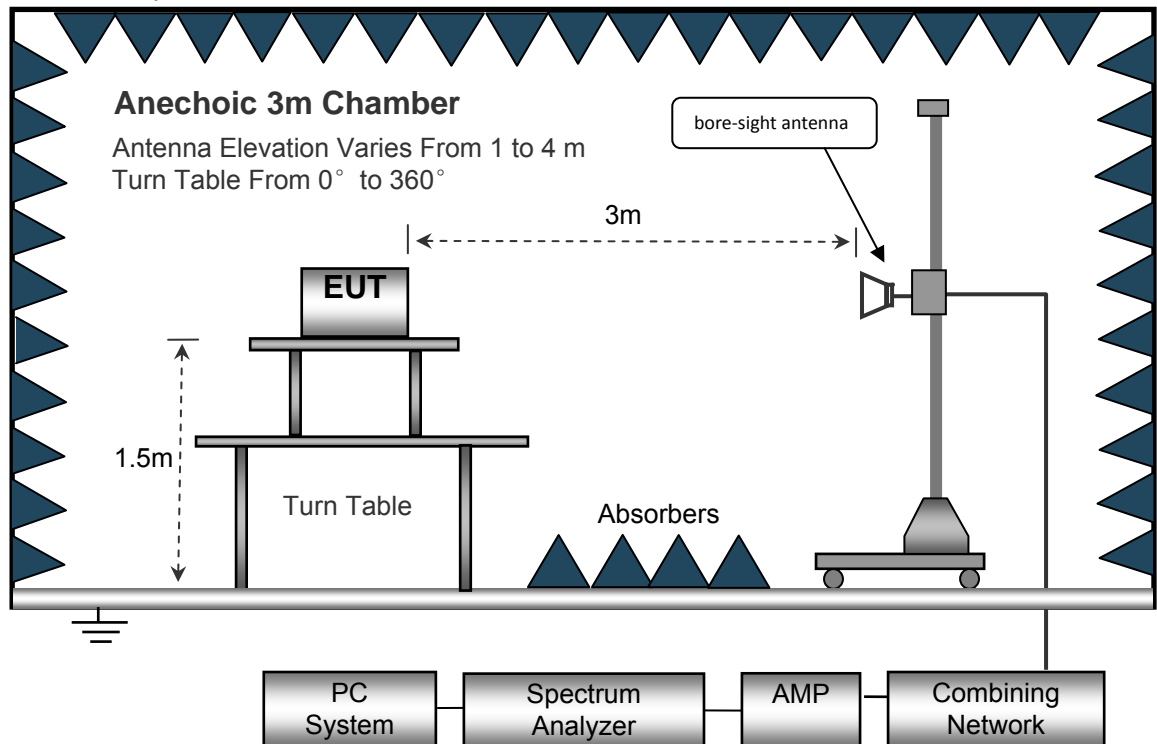 Anechoic 3m Chamber
Antenna Elevation Varies From 1 to 4 m
Turn Table From 0° to 360°
bore-sight antenna
3m
EUT
1.5m
Turn Table
Absorbers
PC
System
Spectrum
Analyzer
AMP
Combining
Network